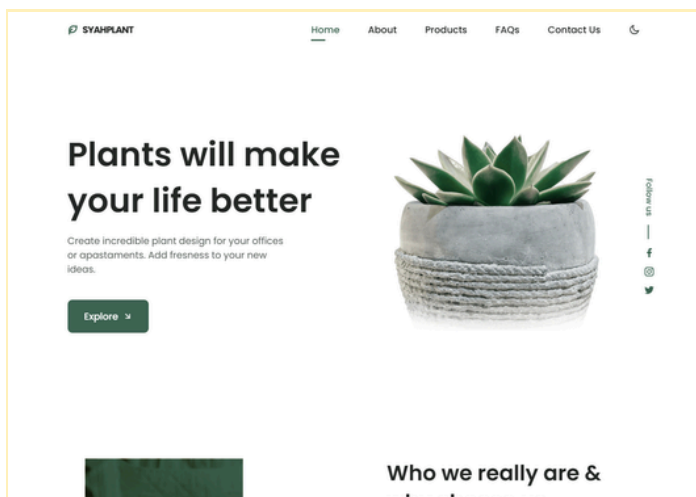 SYAHPLANT
Home About Products FAQs Contact Us
Plants will make
your life better
Create incredible plant design for your offices
or apastaments. Add fresness to your new
ideas.
Explore
Follow us
Who we really are &